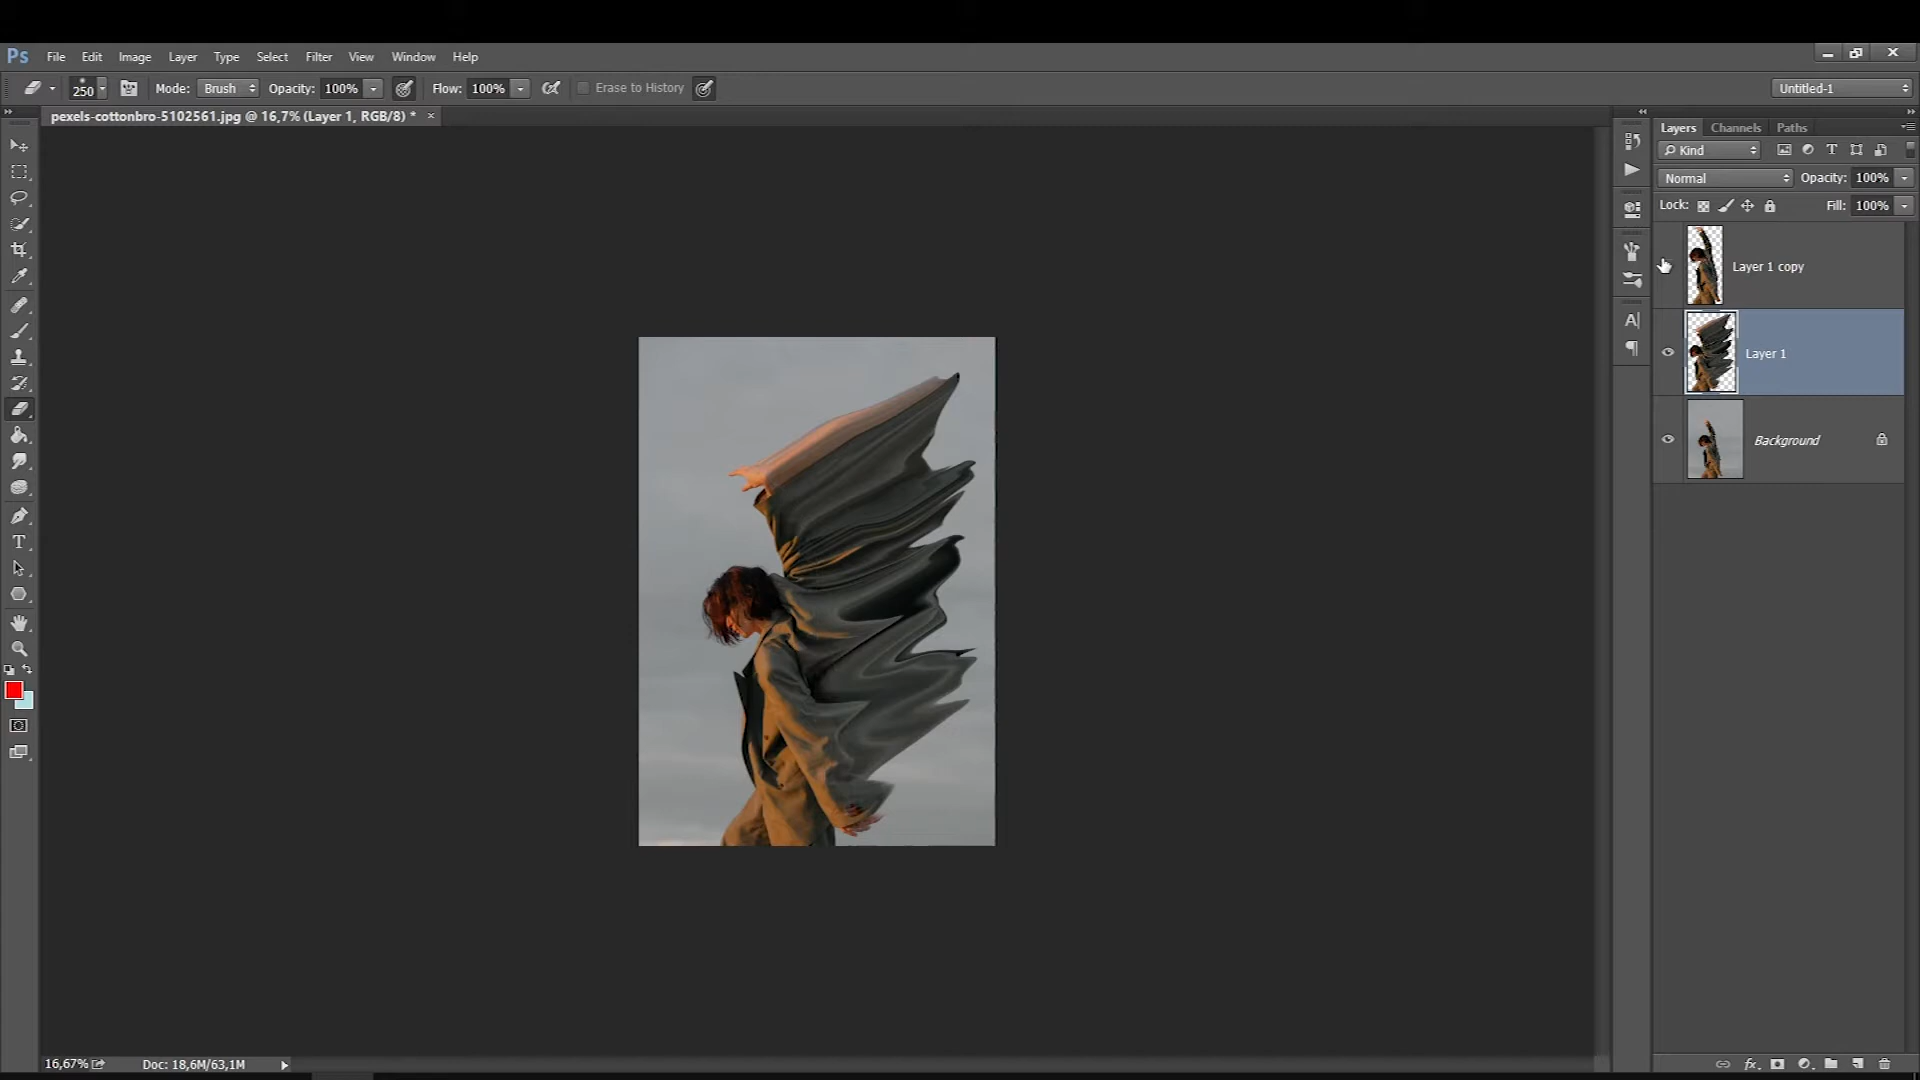 Ps File Edit Image Layer Type Select Filter View Window Help
250 Mode: Brush Opacity: 100% Flow: 100% Erase to History Untitled-1
pexels-cottonbro-5102561.jpg @ 16,7% (Layer 1, RGB/8) * ×
Layers Channels Paths
Kind
Normal Opacity: 100%
Lock: Fill: 100%
Layer 1 copy
Layer 1
Background
16,67% Doc: 18,6M/63,1M